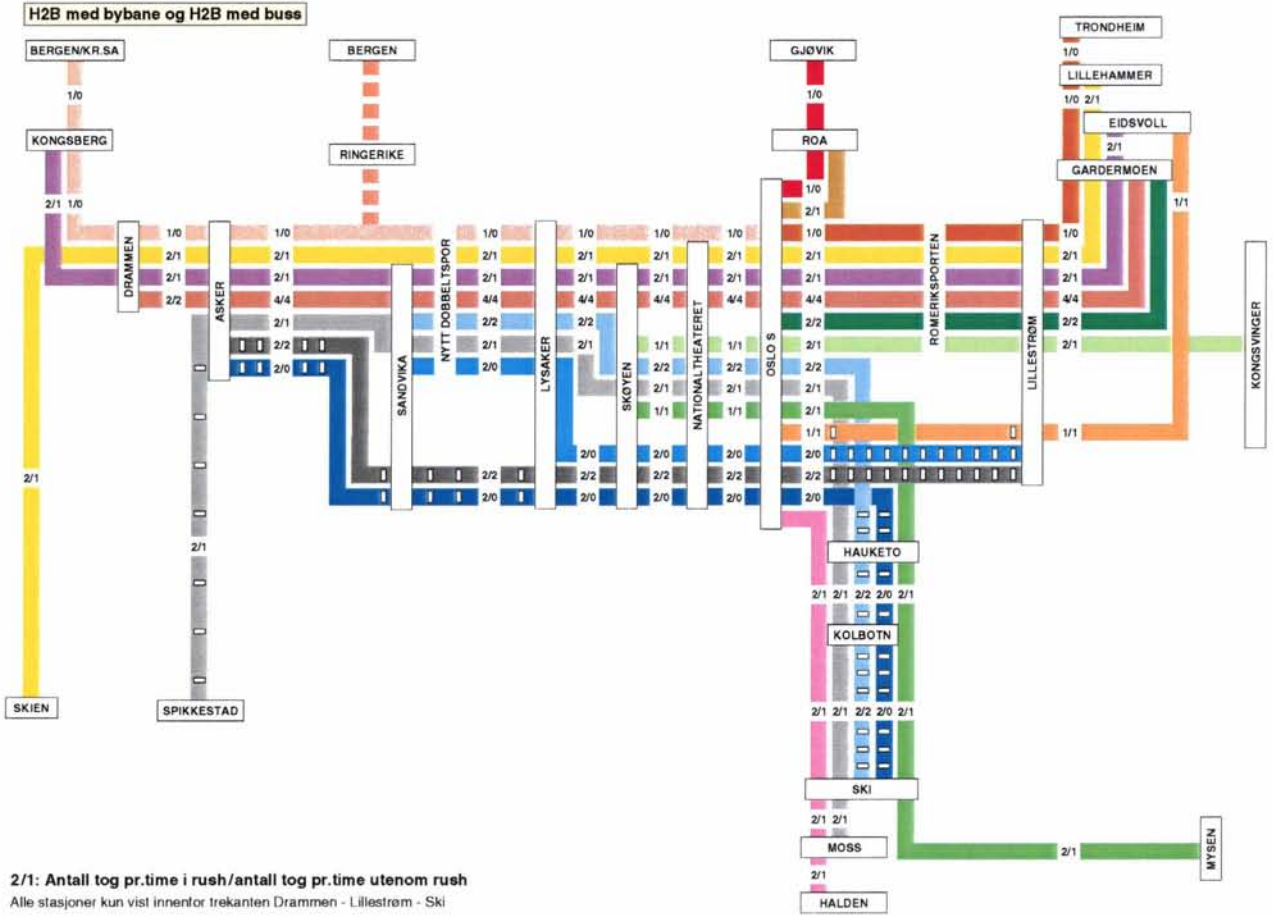 H2B med bybane og H2B med buss
TRONDHEIM
BERGEN/KR.SA
BERGEN
GJØVIK
1/0
LILLEHAMMER
1/0
1/0
1/0 2/1
EIDSVOLL
KONGSBERG
ROA
RINGERIKE
2/1
GARDERMOEN
1/0
2/1 1/0
1/1
2/1
1/0 1/0 1/0 1/0 1/0 1/0 1/0 1/0
2/1 2/1 2/1 2/1 2/1 2/1 2/1 2/1
2/1 2/1 2/1 2/1 2/1 2/1 2/1 2/1
2/2 4/4 4/4 4/4 4/4 4/4 4/4 4/4
2/1 2/2 2/2 2/2 2/2
2/1 2/1 1/1 1/1 2/1 2/1
2/2 2/0 2/2 2/2 2/2
2/0 2/1 2/1 2/1
1/1 1/1 2/1
1/1 1/1
2/0 2/0 2/0 2/0
2/2 2/2 2/2 2/2 2/2
2/0 2/0 2/0 2/0 2/0
DRAMMEN
ASKER
SANDVIKA
NYTT DOBBELTSPOR
LYSAKER
SKØYEN
NATIONALTHEATERET
OSLO S
ROMERIKSPORTEN
LILLESTRØM
KONGSVINGER
2/1
2/1
HAUKETO
2/1 2/1 2/2 2/0 2/1
KOLBOTN
SKIEN
SPIKKESTAD
2/1 2/1 2/2 2/0 2/1
SKI
2/1 2/1
MOSS
2/1
MYSEN
2/1
HALDEN
2/1: Antall tog pr.time i rush/antall tog pr.time utenom rush
Alle stasjoner kun vist innenfor trekanten Drammen - Lillestrøm - Ski